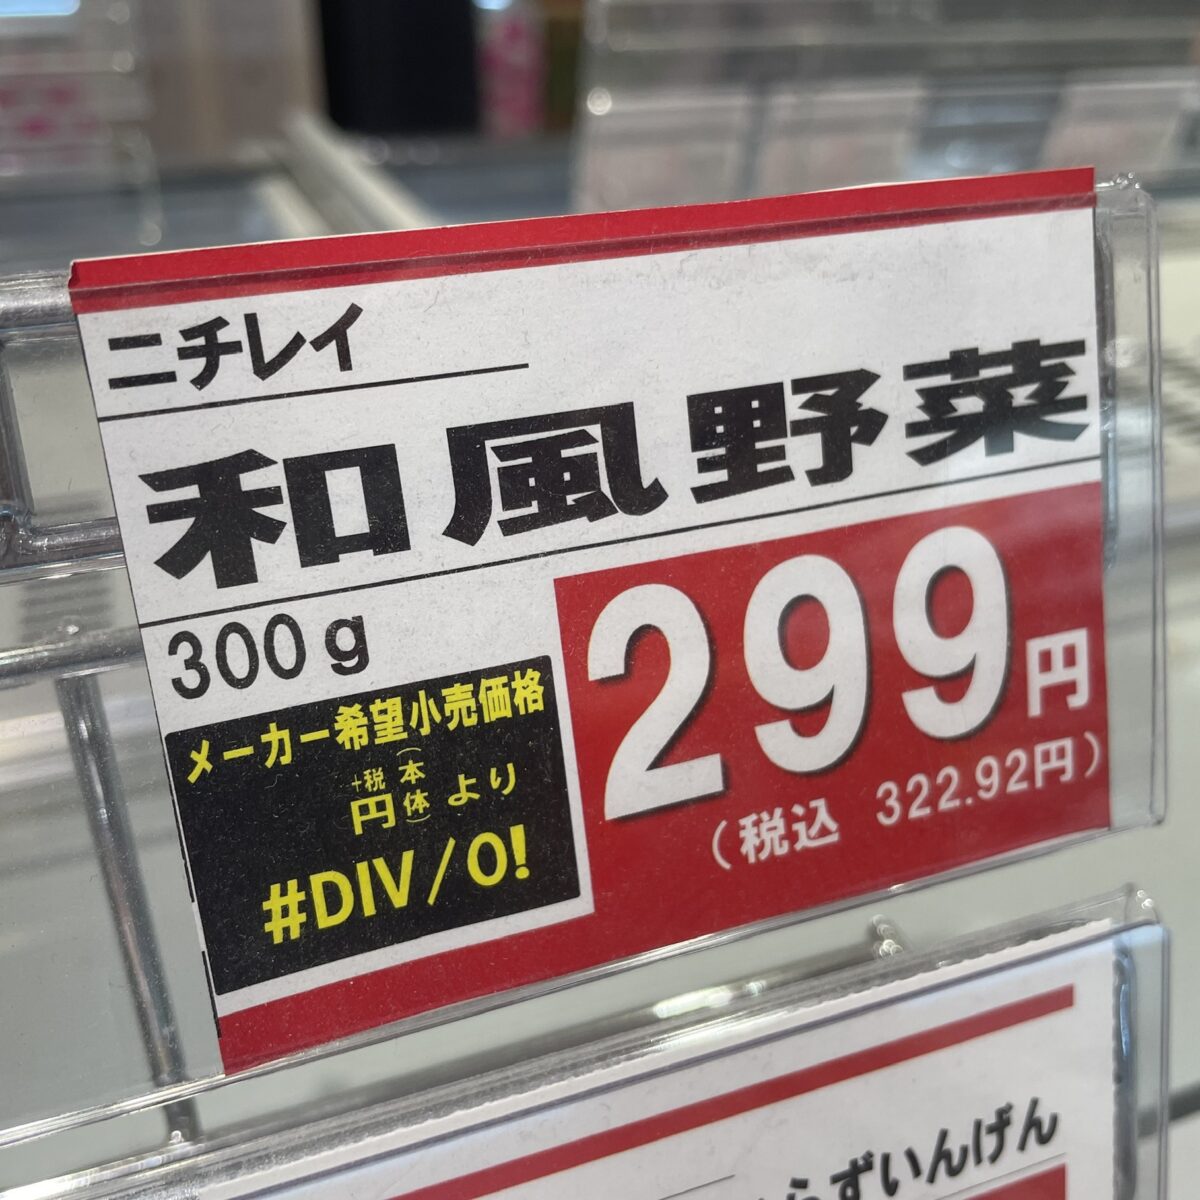 ニチレイ
和風野菜
300g
メーカー希望小売価格
円+税(本体)より
#DIV/0!
299円
(税込 322.92円)
らずいんげん